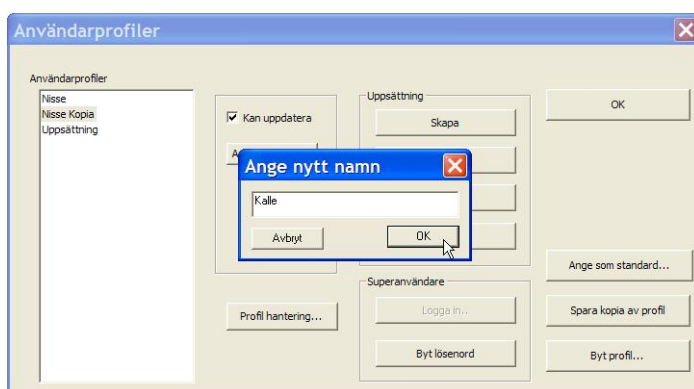 Användarprofiler
Användarprofiler
Nisse
Nisse Kopia
Uppsättning
Kan uppdatera
Uppsättning
Skapa
OK
Ange nytt namn
Kalle
Avbryt
OK
Profil hantering...
Superanvändare
Logga in..
Byt lösenord
Ange som standard...
Spara kopia av profil
Byt profil...